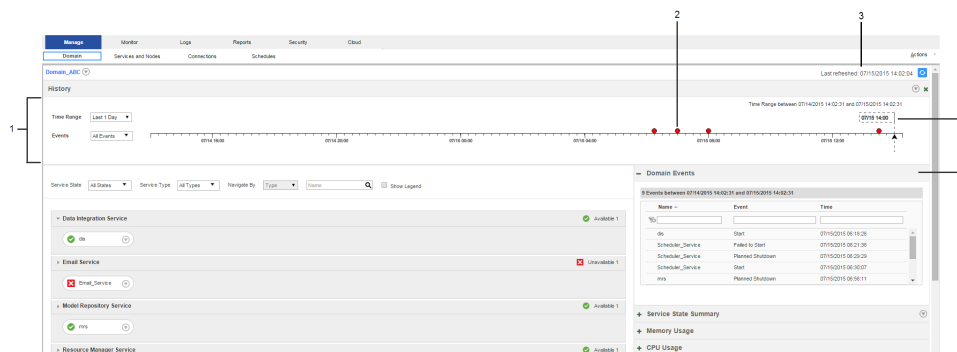 2
3
Manage Monitor Logs Reports Security Cloud
Domain Services and Nodes Connections Schedules Actions
Domain_ABC Last refreshed: 07/15/2015 14:02:04
History
Time Range between 07/14/2015 14:02:31 and 07/15/2015 14:02:31
1
Time Range Last 1 Day 07/15 14:00
Events All Events
07/14 16:00 07/14 20:00 07/15 00:00 07/15 04:00 07/15 08:00 07/15 12:00
Service State All States Service Type All Types Navigate By Type Name Show Legend
Data Integration Service Available 1
dis
Email Service Unavailable 1
Email_Service
Model Repository Service Available 1
mrs
Resource Manager Service Available 1
Domain Events
9 Events between 07/14/2015 14:02:31 and 07/15/2015 14:02:31
Name Event Time
dis Start 07/15/2015 06:18:28
Scheduler_Service Failed to Start 07/15/2015 06:21:36
Scheduler_Service Planned Shutdown 07/15/2015 06:29:29
Scheduler_Service Start 07/15/2015 06:30:07
mrs Planned Shutdown 07/15/2015 06:56:11
Service State Summary
Memory Usage
CPU Usage